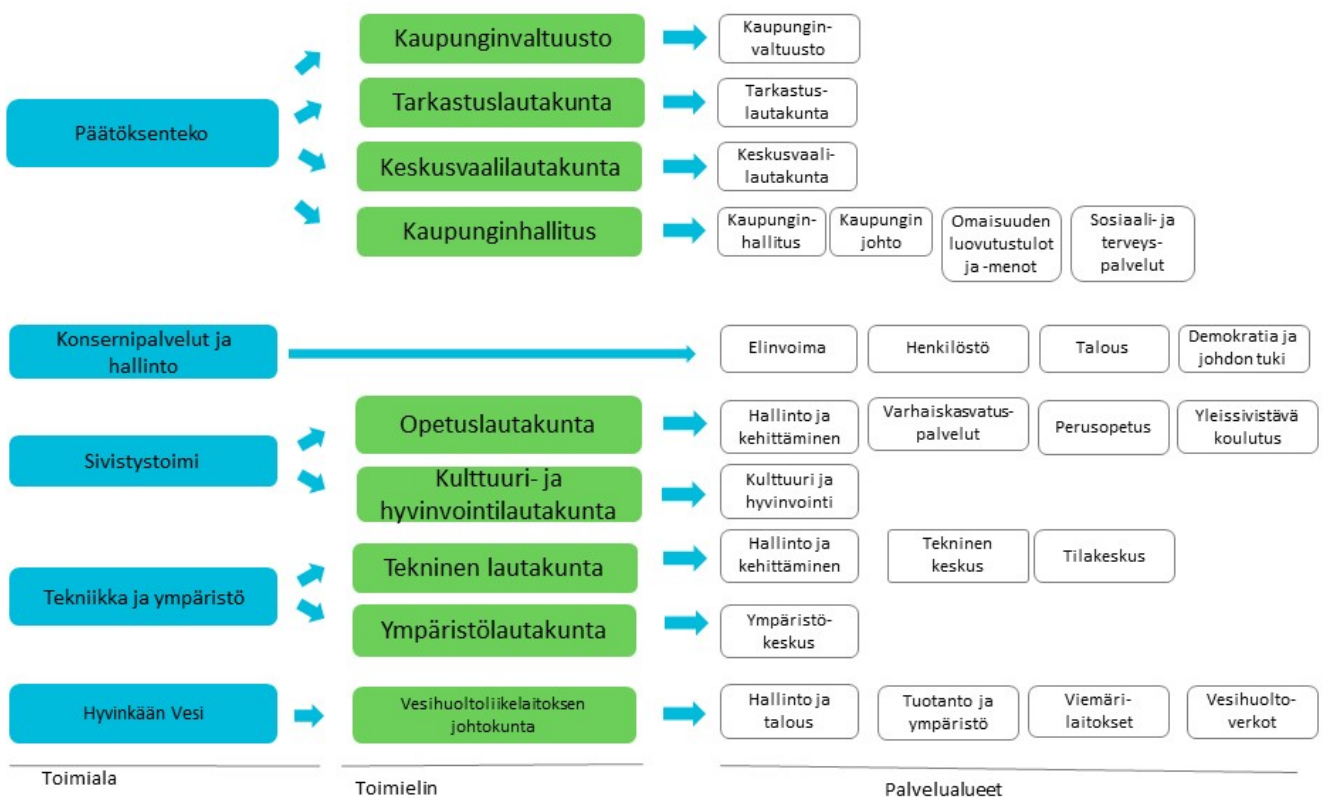 Päätöksenteko
Kaupunginvaltuusto
Kaupungin-
valtuusto
Tarkastuslautakunta
Tarkastus-
lautakunta
Keskusvaalilautakunta
Keskusvaali-
lautakunta
Kaupunginhallitus
Kaupungin-
hallitus
Kaupungin
johto
Omaisuuden
luovutustulot
ja -menot
Sosiaali- ja
terveys-
palvelut
Konsernipalvelut ja
hallinto
Elinvoima
Henkilöstö
Talous
Demokratia ja
johdon tuki
Sivistystoimi
Opetuslautakunta
Hallinto ja
kehittäminen
Varhaiskasvatus-
palvelut
Perusopetus
Yleissivistävä
koulutus
Kulttuuri- ja
hyvinvointilautakunta
Kulttuuri ja
hyvinvointi
Tekniikka ja ympäristö
Tekninen lautakunta
Hallinto ja
kehittäminen
Tekninen
keskus
Tilakeskus
Ympäristölautakunta
Ympäristö-
keskus
Hyvinkään Vesi
Vesihuoltoliikelaitoksen
johtokunta
Hallinto ja
talous
Tuotanto ja
ympäristö
Viemäri-
laitokset
Vesihuolto-
verkot
Toimiala
Toimielin
Palvelualueet